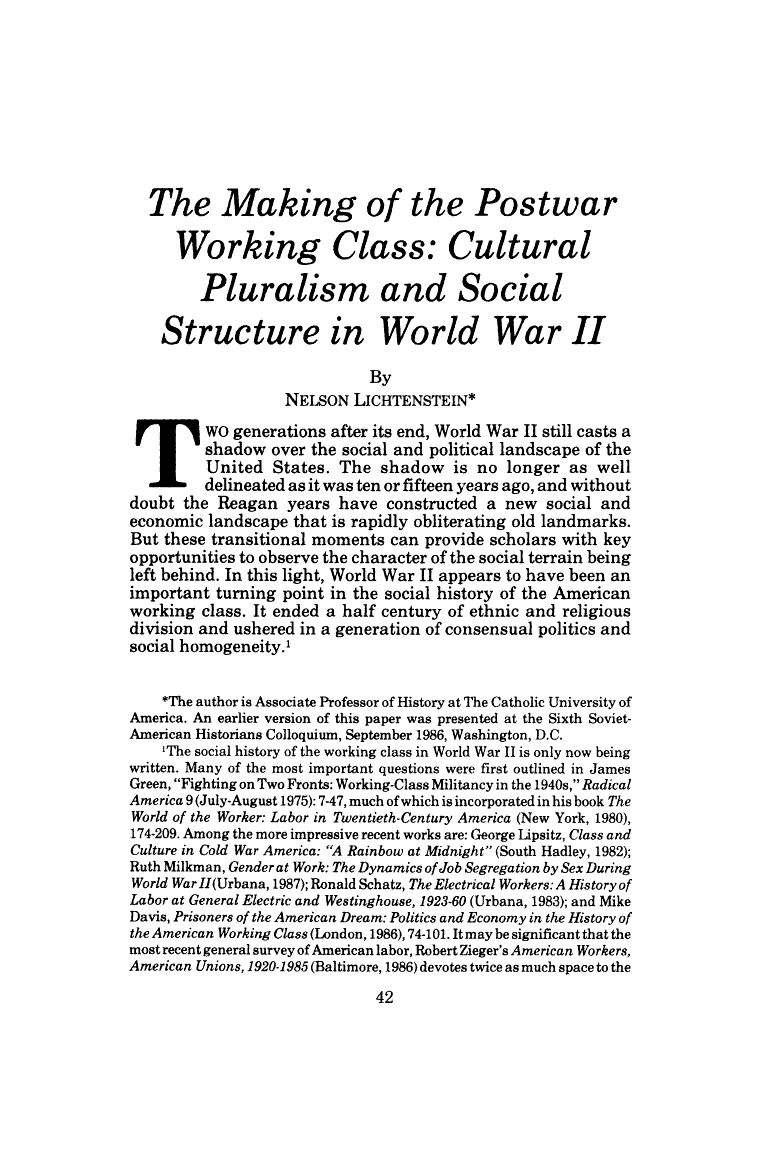 The Making of the Postwar
Working Class: Cultural
Pluralism and Social
Structure in World War II
By
NELSON LICHTENSTEIN*
TWO generations after its end, World War II still casts a
shadow over the social and political landscape of the
United States. The shadow is no longer as well
delineated as it was ten or fifteen years ago, and without
doubt the Reagan years have constructed a new social and
economic landscape that is rapidly obliterating old landmarks.
But these transitional moments can provide scholars with key
opportunities to observe the character of the social terrain being
left behind. In this light, World War II appears to have been an
important turning point in the social history of the American
working class. It ended a half century of ethnic and religious
division and ushered in a generation of consensual politics and
social homogeneity.¹
*The author is Associate Professor of History at The Catholic University of
America. An earlier version of this paper was presented at the Sixth Soviet-
American Historians Colloquium, September 1986, Washington, D.C.
¹The social history of the working class in World War II is only now being
written. Many of the most important questions were first outlined in James
Green, “Fighting on Two Fronts: Working-Class Militancy in the 1940s,” Radical
America 9 (July-August 1975): 7-47, much of which is incorporated in his book The
World of the Worker: Labor in Twentieth-Century America (New York, 1980),
174-209. Among the more impressive recent works are: George Lipsitz, Class and
Culture in Cold War America: “A Rainbow at Midnight” (South Hadley, 1982);
Ruth Milkman, Gender at Work: The Dynamics of Job Segregation by Sex During
World War II (Urbana, 1987); Ronald Schatz, The Electrical Workers: A History of
Labor at General Electric and Westinghouse, 1923-60 (Urbana, 1983); and Mike
Davis, Prisoners of the American Dream: Politics and Economy in the History of
the American Working Class (London, 1986), 74-101. It may be significant that the
most recent general survey of American labor, Robert Zieger's American Workers,
American Unions, 1920-1985 (Baltimore, 1986) devotes twice as much space to the
42